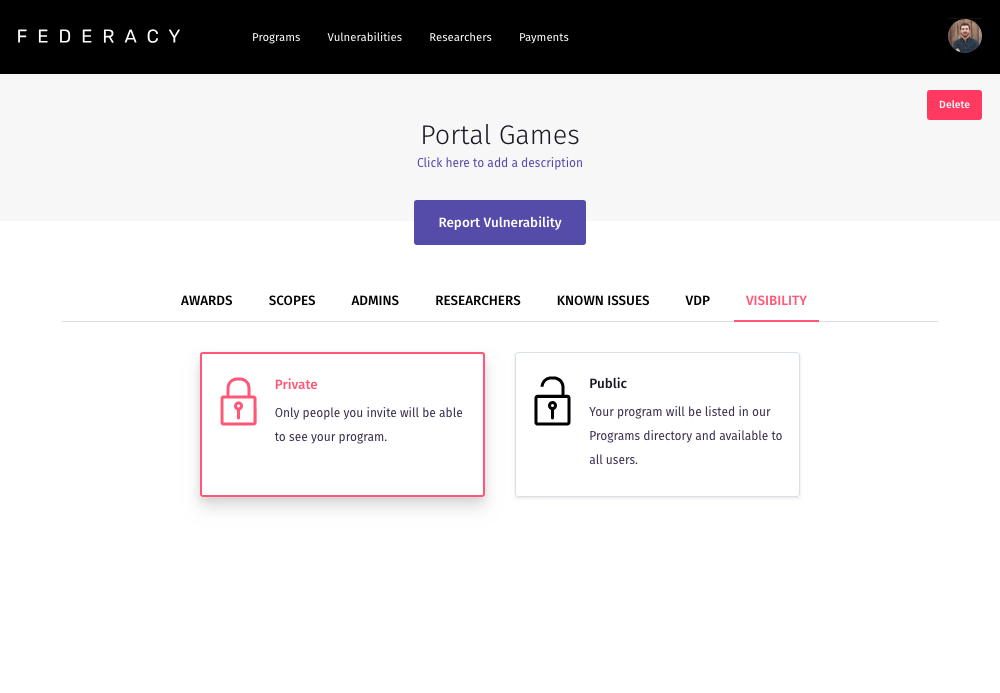 FEDERACY Programs Vulnerabilities Researchers Payments
Delete
Portal Games
Click here to add a description
Report Vulnerability
AWARDS SCOPES ADMINS RESEARCHERS KNOWN ISSUES VDP VISIBILITY
Private
Only people you invite will be able
to see your program.
Public
Your program will be listed in our
Programs directory and available to
all users.